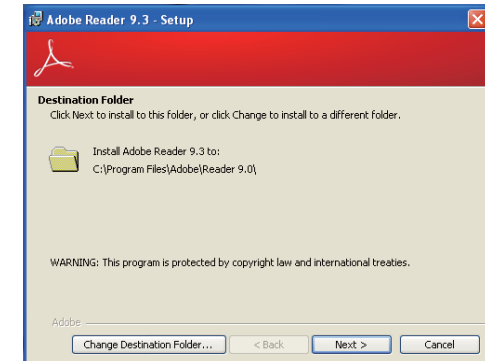 Adobe Reader 9.3 - Setup
Destination Folder
Click Next to install to this folder, or click Change to install to a different folder.
Install Adobe Reader 9.3 to:
C:\Program Files\Adobe\Reader 9.0\
WARNING: This program is protected by copyright law and international treaties.
Adobe
Change Destination Folder... < Back Next > Cancel